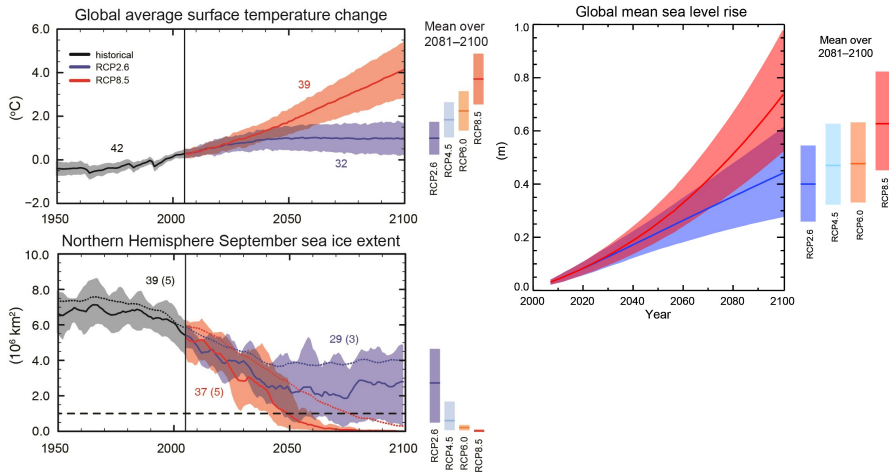 Global average surface temperature change
6.0
4.0
2.0
0.0
−2.0
(°C)
historical
RCP2.6
RCP8.5
42
39
32
1950
2000
2050
2100
Mean over
2081–2100
RCP2.6
RCP4.5
RCP6.0
RCP8.5
Northern Hemisphere September sea ice extent
10.0
8.0
6.0
4.0
2.0
0.0
(10⁶ km²)
39 (5)
29 (3)
37 (5)
1950
2000
2050
2100
RCP2.6
RCP4.5
RCP6.0
RCP8.5
Global mean sea level rise
1.0
0.8
0.6
0.4
0.2
0.0
(m)
2000
2020
2040
2060
2080
2100
Year
Mean over
2081–2100
RCP2.6
RCP4.5
RCP6.0
RCP8.5